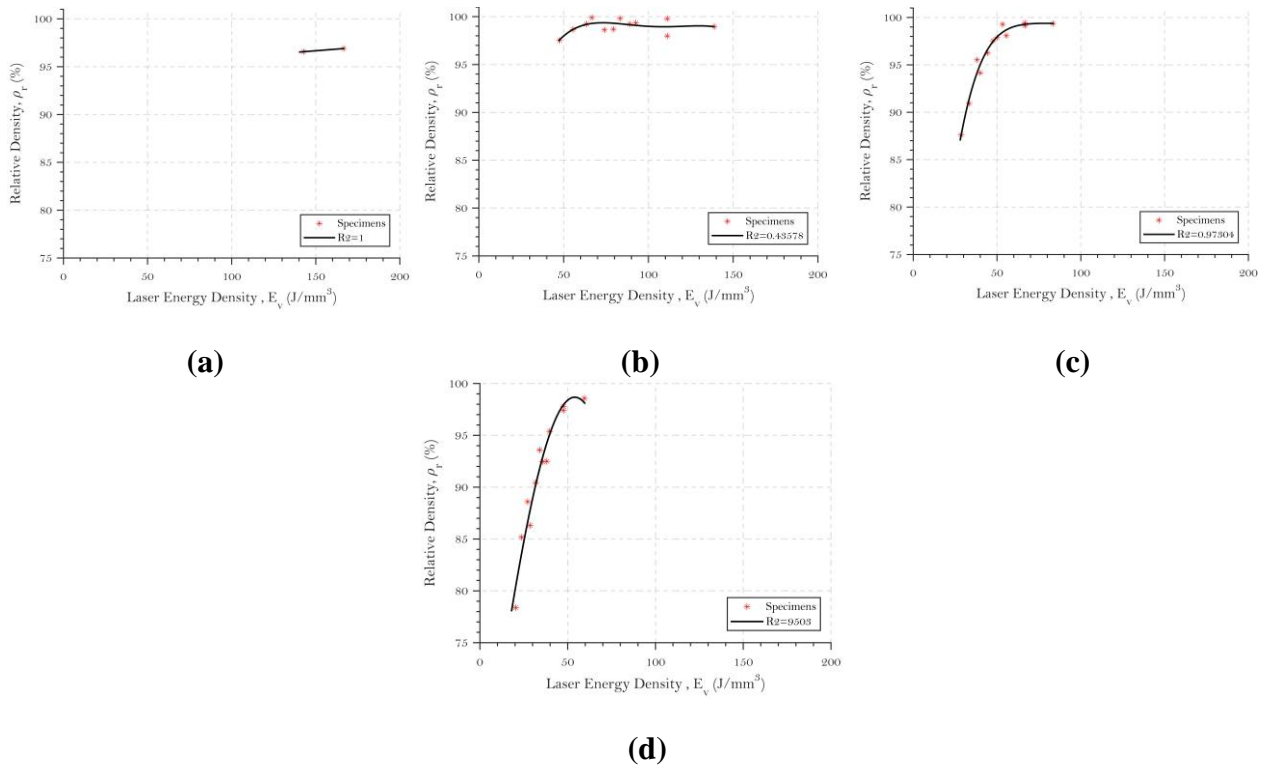 100
95
90
85
80
75
0
50
100
150
200
Relative Density, ρr (%)
Laser Energy Density , Ev (J/mm3)
Specimens
R2=1
(a)
100
95
90
85
80
75
0
50
100
150
200
Relative Density, ρr (%)
Laser Energy Density , Ev (J/mm3)
Specimens
R2=0.43578
(b)
100
95
90
85
80
75
0
50
100
150
200
Relative Density, ρr (%)
Laser Energy Density , Ev (J/mm3)
Specimens
R2=0.97304
(c)
100
95
90
85
80
75
0
50
100
150
200
Relative Density, ρr (%)
Laser Energy Density , Ev (J/mm3)
Specimens
R2=9503
(d)